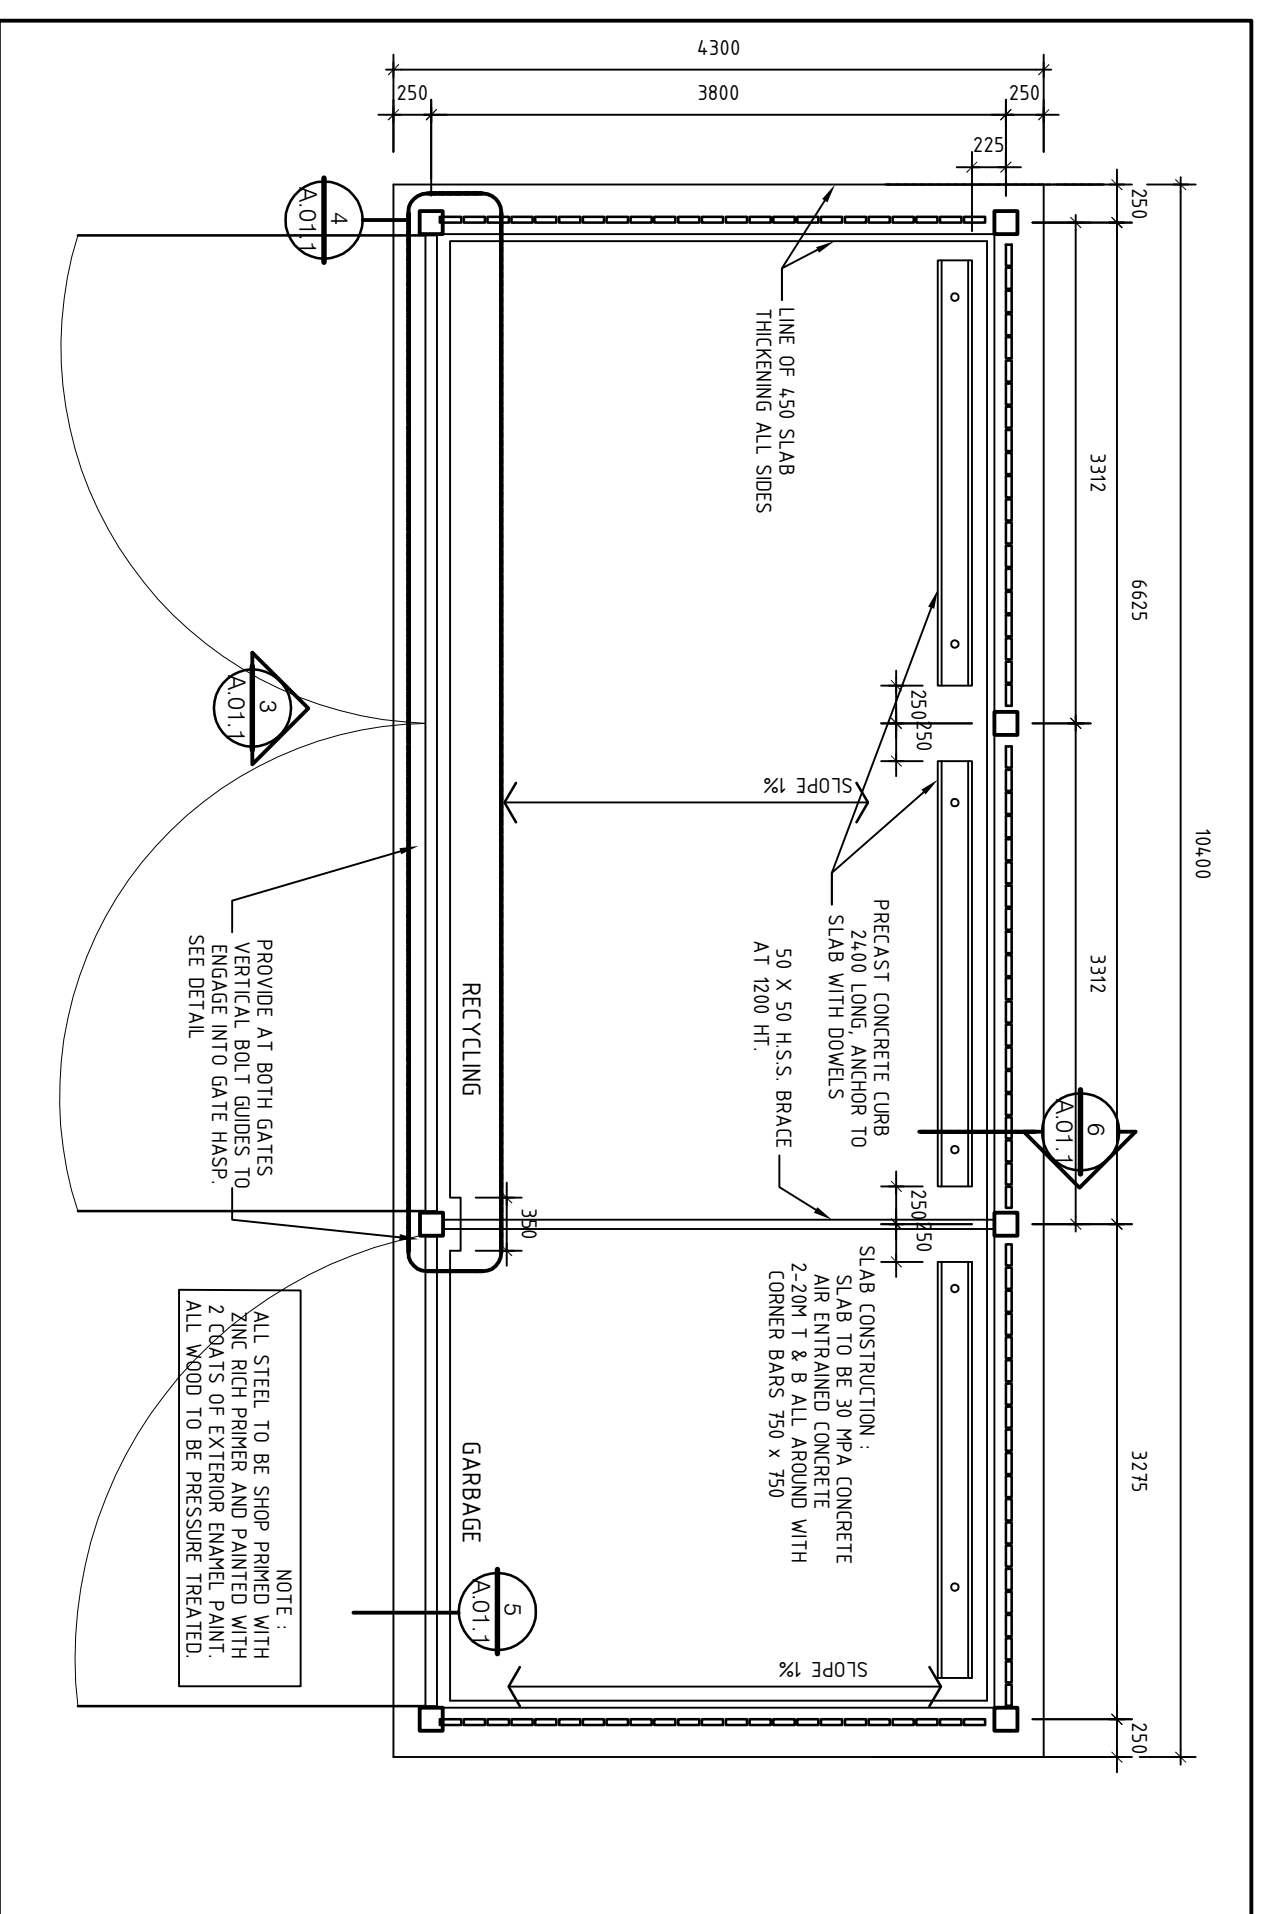 10400
250
6625
3275
250
3312
3312
6
A.01.1
4300
250
3800
250
225
250
250
250
250
350
LINE OF 450 SLAB
THICKENING ALL SIDES
PRECAST CONCRETE CURB
2400 LONG, ANCHOR TO
SLAB WITH DOWELS
50 X 50 H.S.S. BRACE
AT 1200 HT.
SLOPE 1%
SLAB CONSTRUCTION :
SLAB TO BE 30 MPA CONCRETE
AIR ENTRAINED CONCRETE
2-20M T & B ALL AROUND WITH
CORNER BARS 750 x 750
SLOPE 1%
RECYCLING
GARBAGE
5
A.01.1
4
A.01.1
3
A.01.1
PROVIDE AT BOTH GATES
VERTICAL BOLT GUIDES TO
ENGAGE INTO GATE HASP.
SEE DETAIL
NOTE :
ALL STEEL TO BE SHOP PRIMED WITH
ZINC RICH PRIMER AND PAINTED WITH
2 COATS OF EXTERIOR ENAMEL PAINT.
ALL WOOD TO BE PRESSURE TREATED.